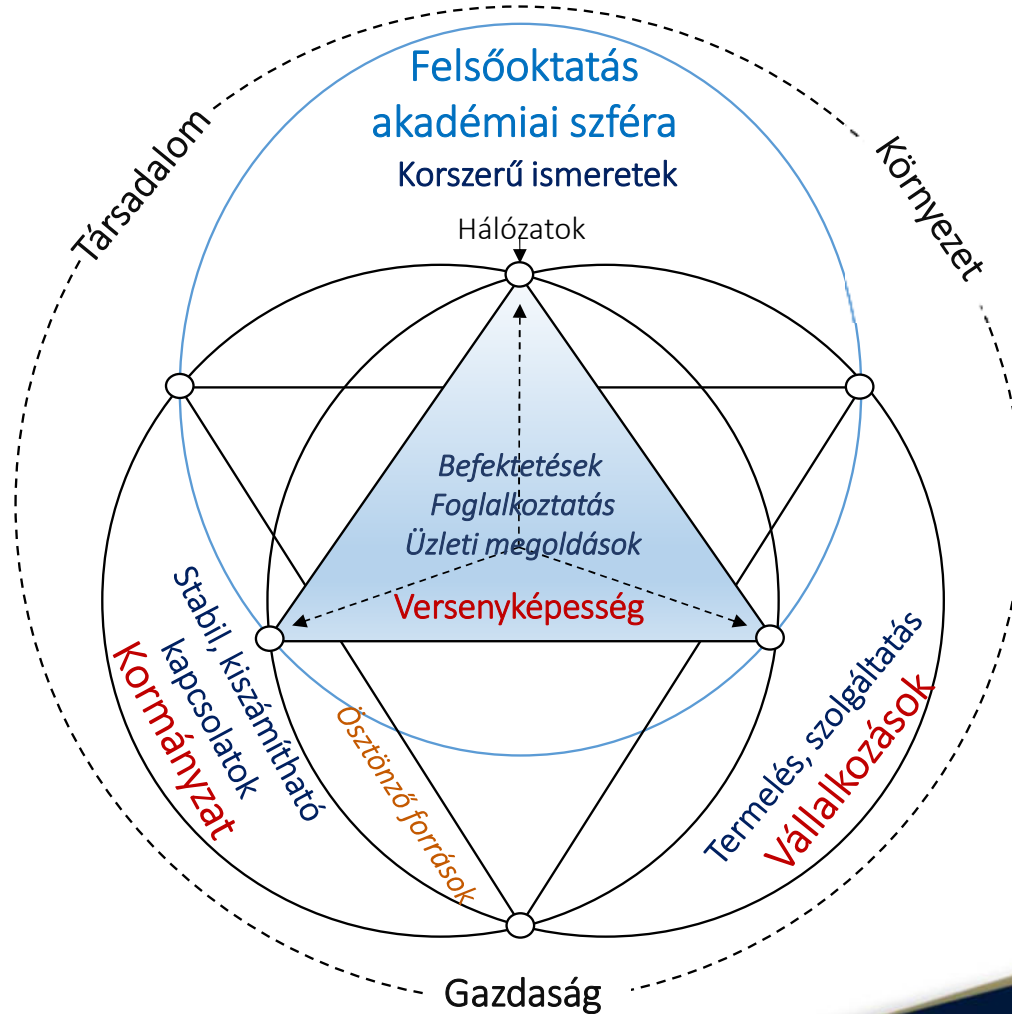 Felsőoktatás
akadémiai szféra
Korszerű ismeretek
Hálózatok
Társadalom
Környezet
Befektetések
Foglalkoztatás
Üzleti megoldások
Versenyképesség
Stabil, kiszámítható
kapcsolatok
Kormányzat
Ösztönző források
Termelés, szolgáltatás
Vállalkozások
Gazdaság